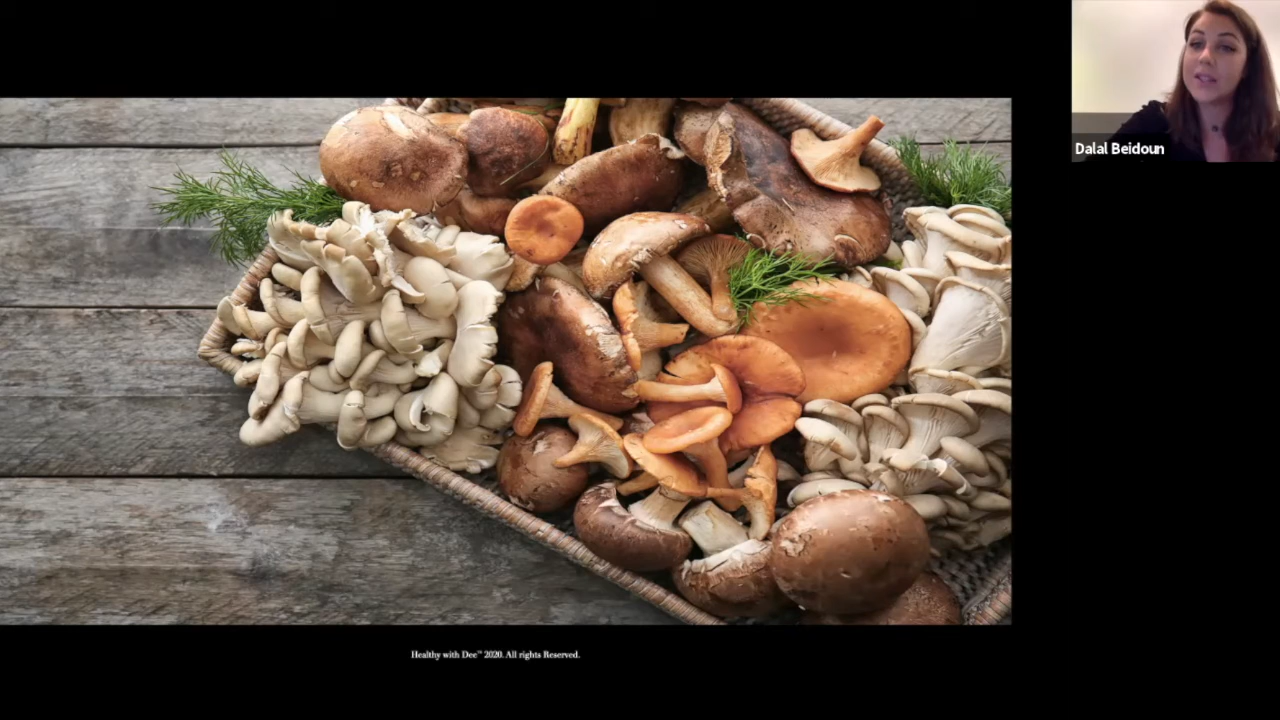 Dalal Beidoun
Healthy with Dee™ 2020. All rights Reserved.